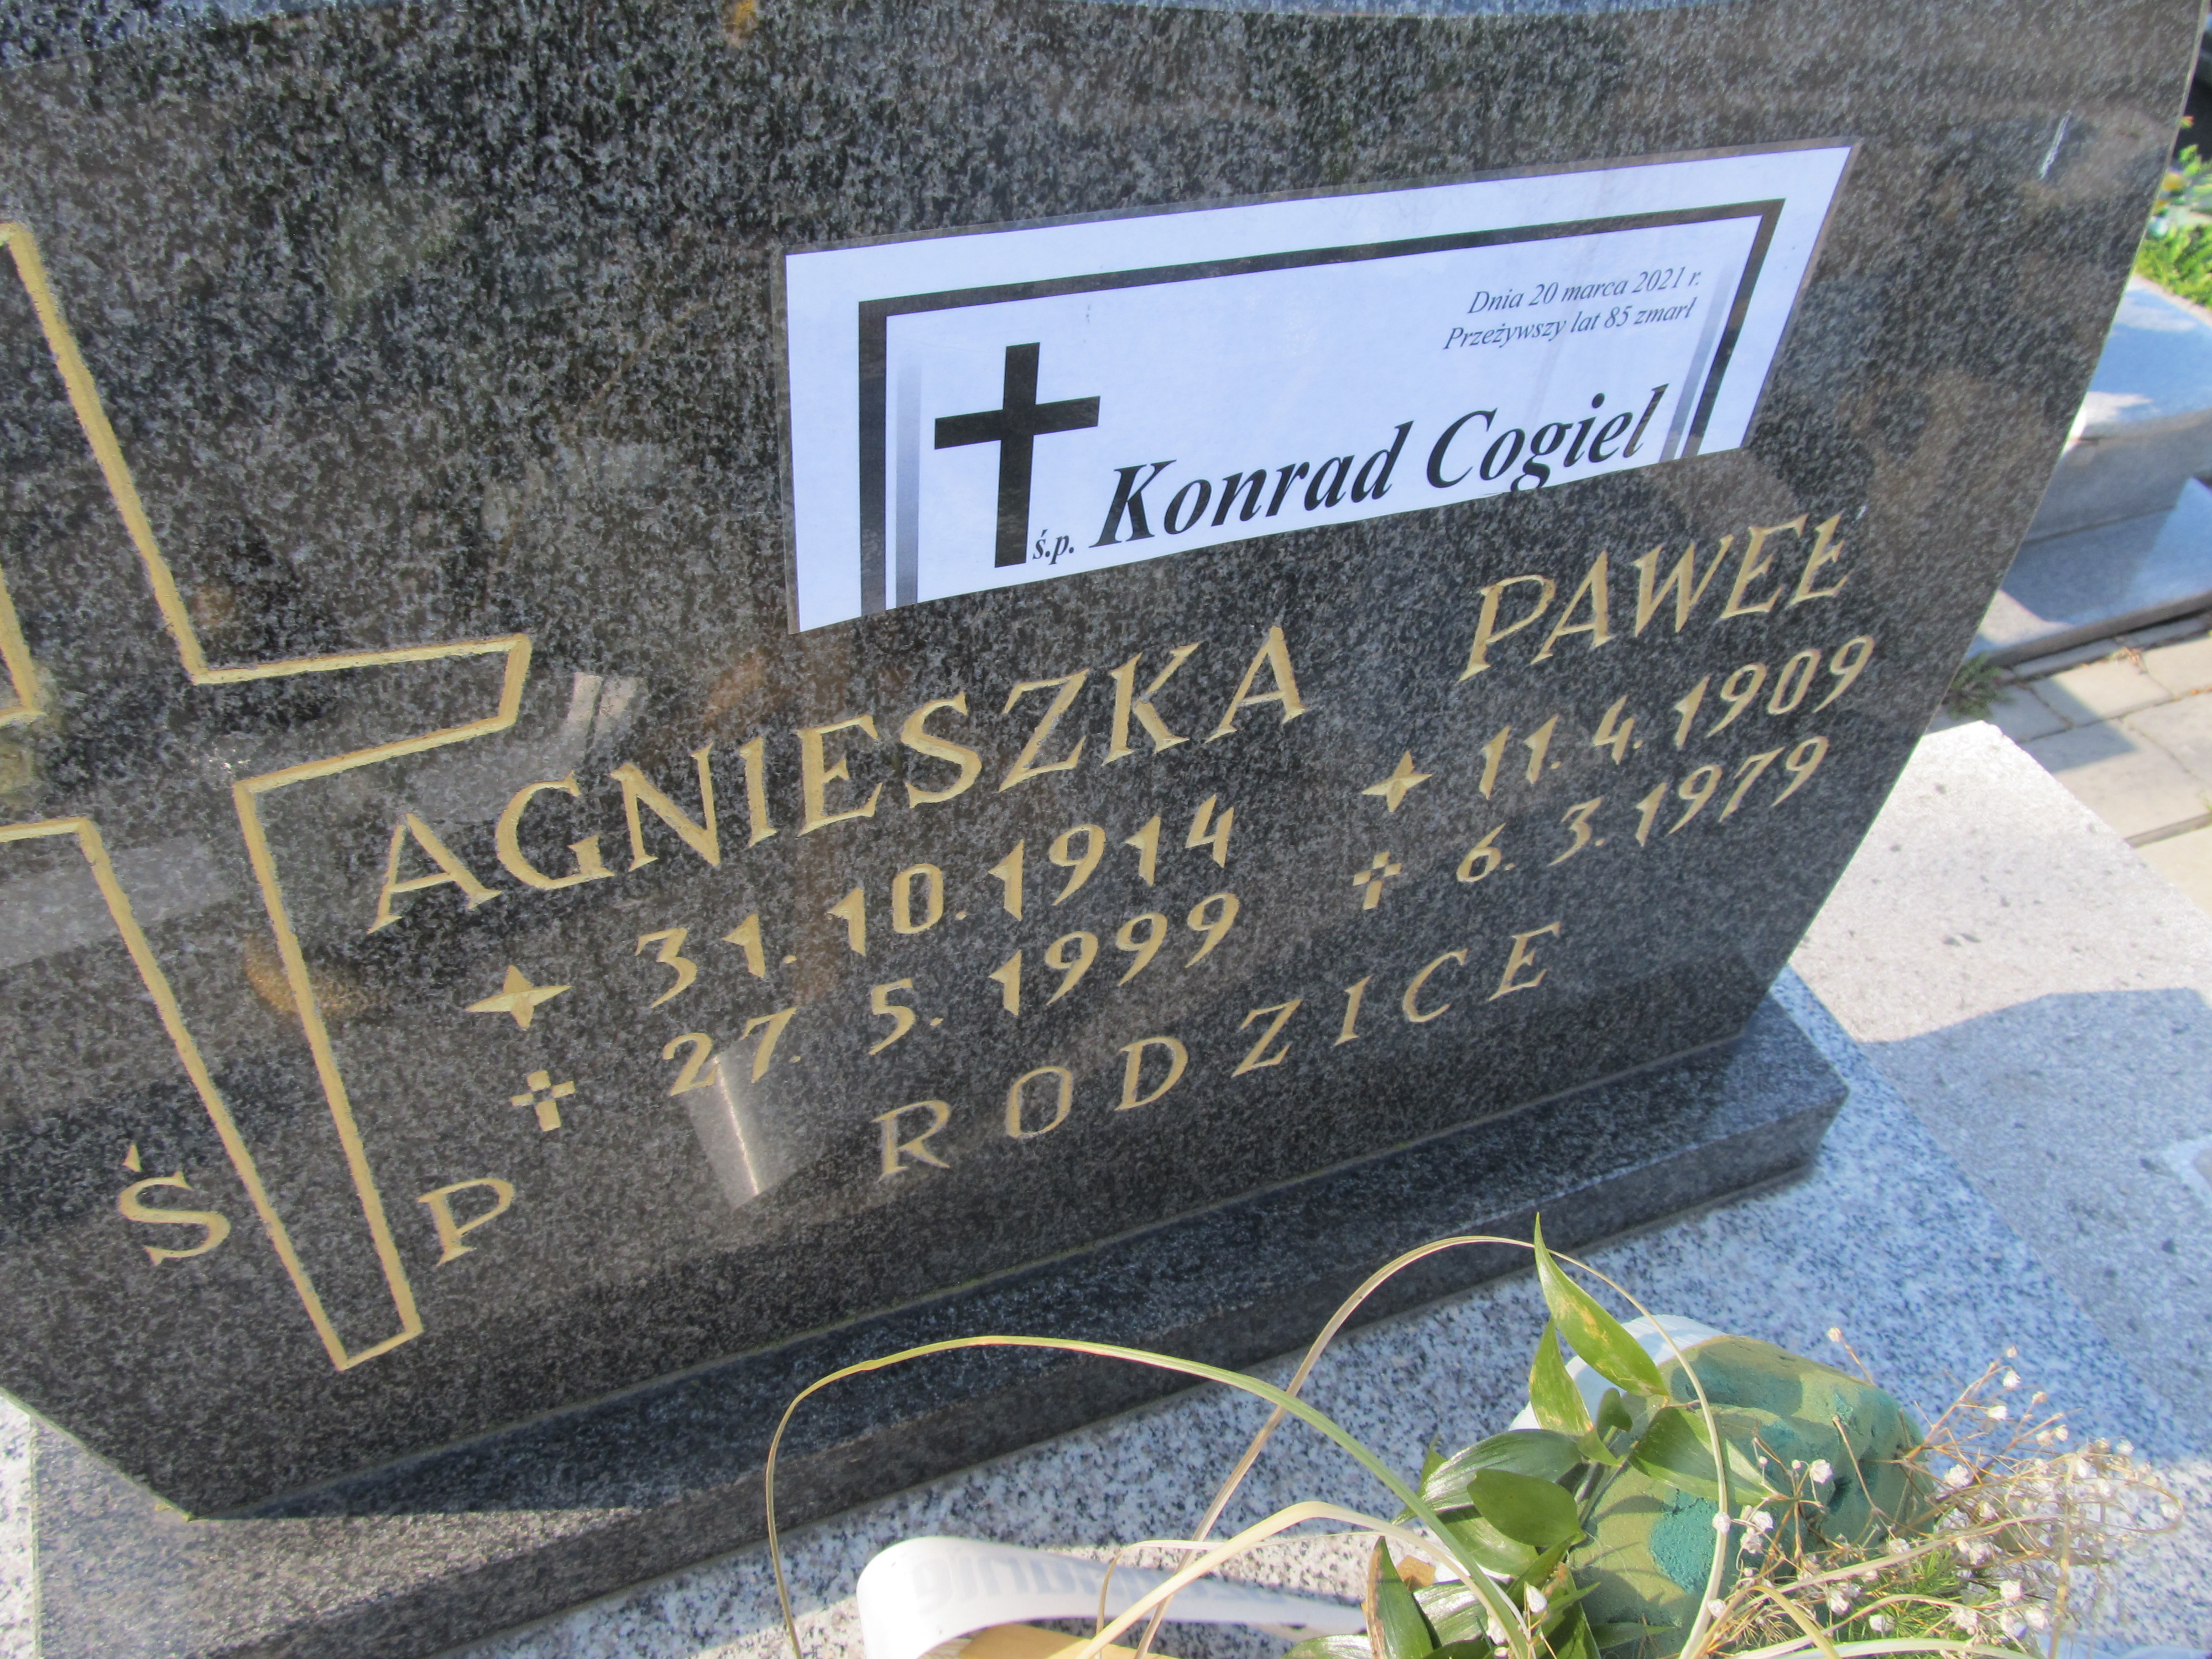 Dnia 20 marca 2021 r.
Przeżywszy lat 85 zmarł
ś.p. Konrad Cogiel
AGNIESZKA PAWEŁ
31. 10. 1914 11. 4. 1909
27. 5. 1999 6. 3. 1979
RODZICE
Ś P